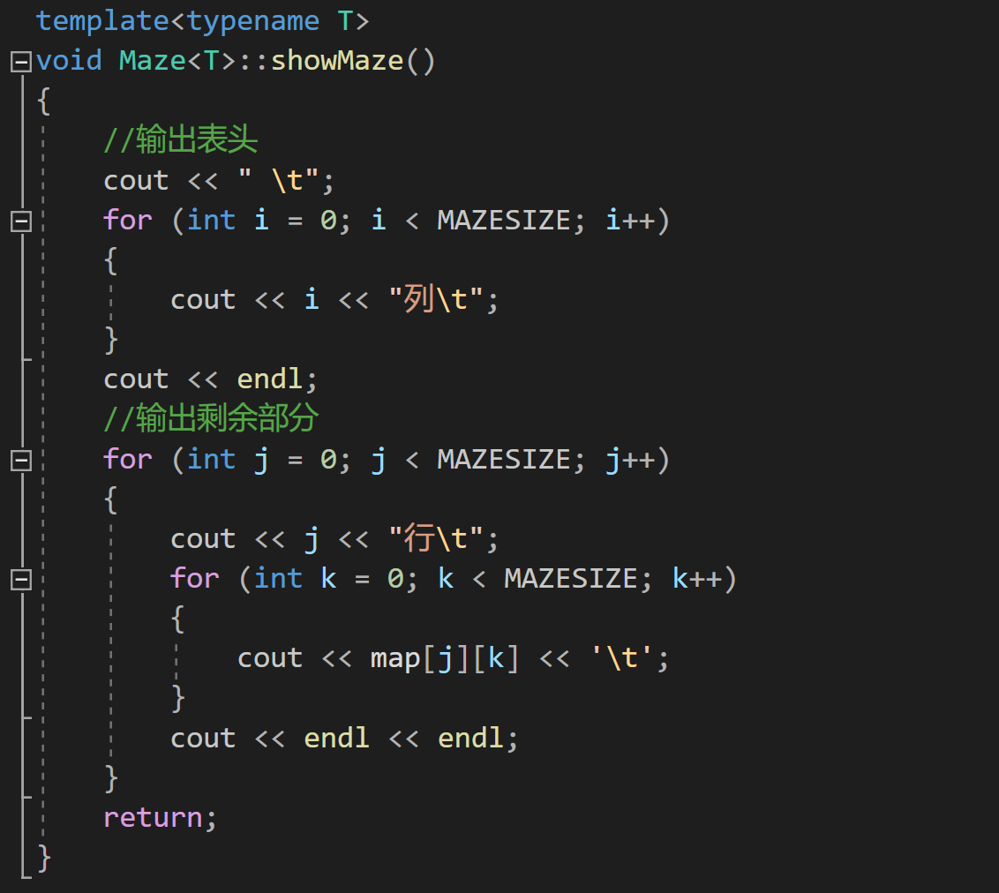 template<typename T>
void Maze<T>::showMaze()
{
    //输出表头
    cout << " \t";
    for (int i = 0; i < MAZESIZE; i++)
    {
        cout << i << "列\t";
    }
    cout << endl;
    //输出剩余部分
    for (int j = 0; j < MAZESIZE; j++)
    {
        cout << j << "行\t";
        for (int k = 0; k < MAZESIZE; k++)
        {
            cout << map[j][k] << '\t';
        }
        cout << endl << endl;
    }
    return;
}